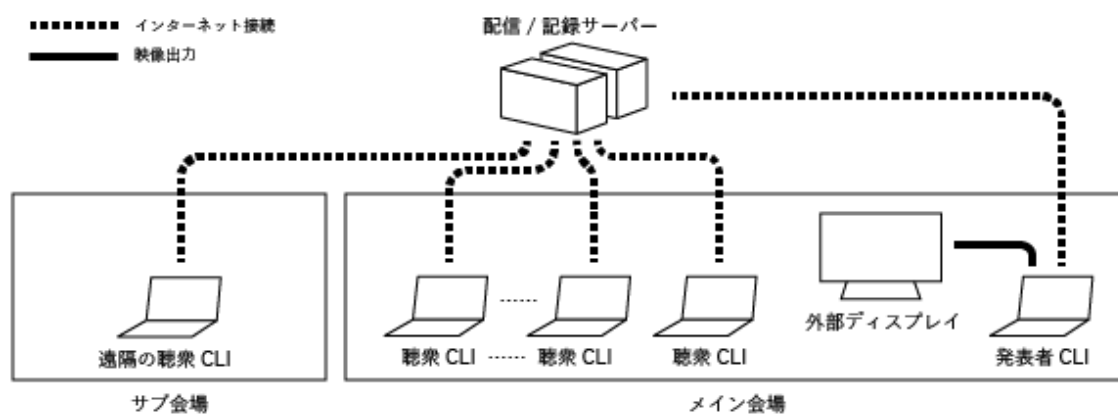 インターネット接続
映像出力
配信 / 記録サーバー
外部ディスプレイ
遠隔の聴衆 CLI
聴衆 CLI ...... 聴衆 CLI
聴衆 CLI
発表者 CLI
サブ会場
メイン会場